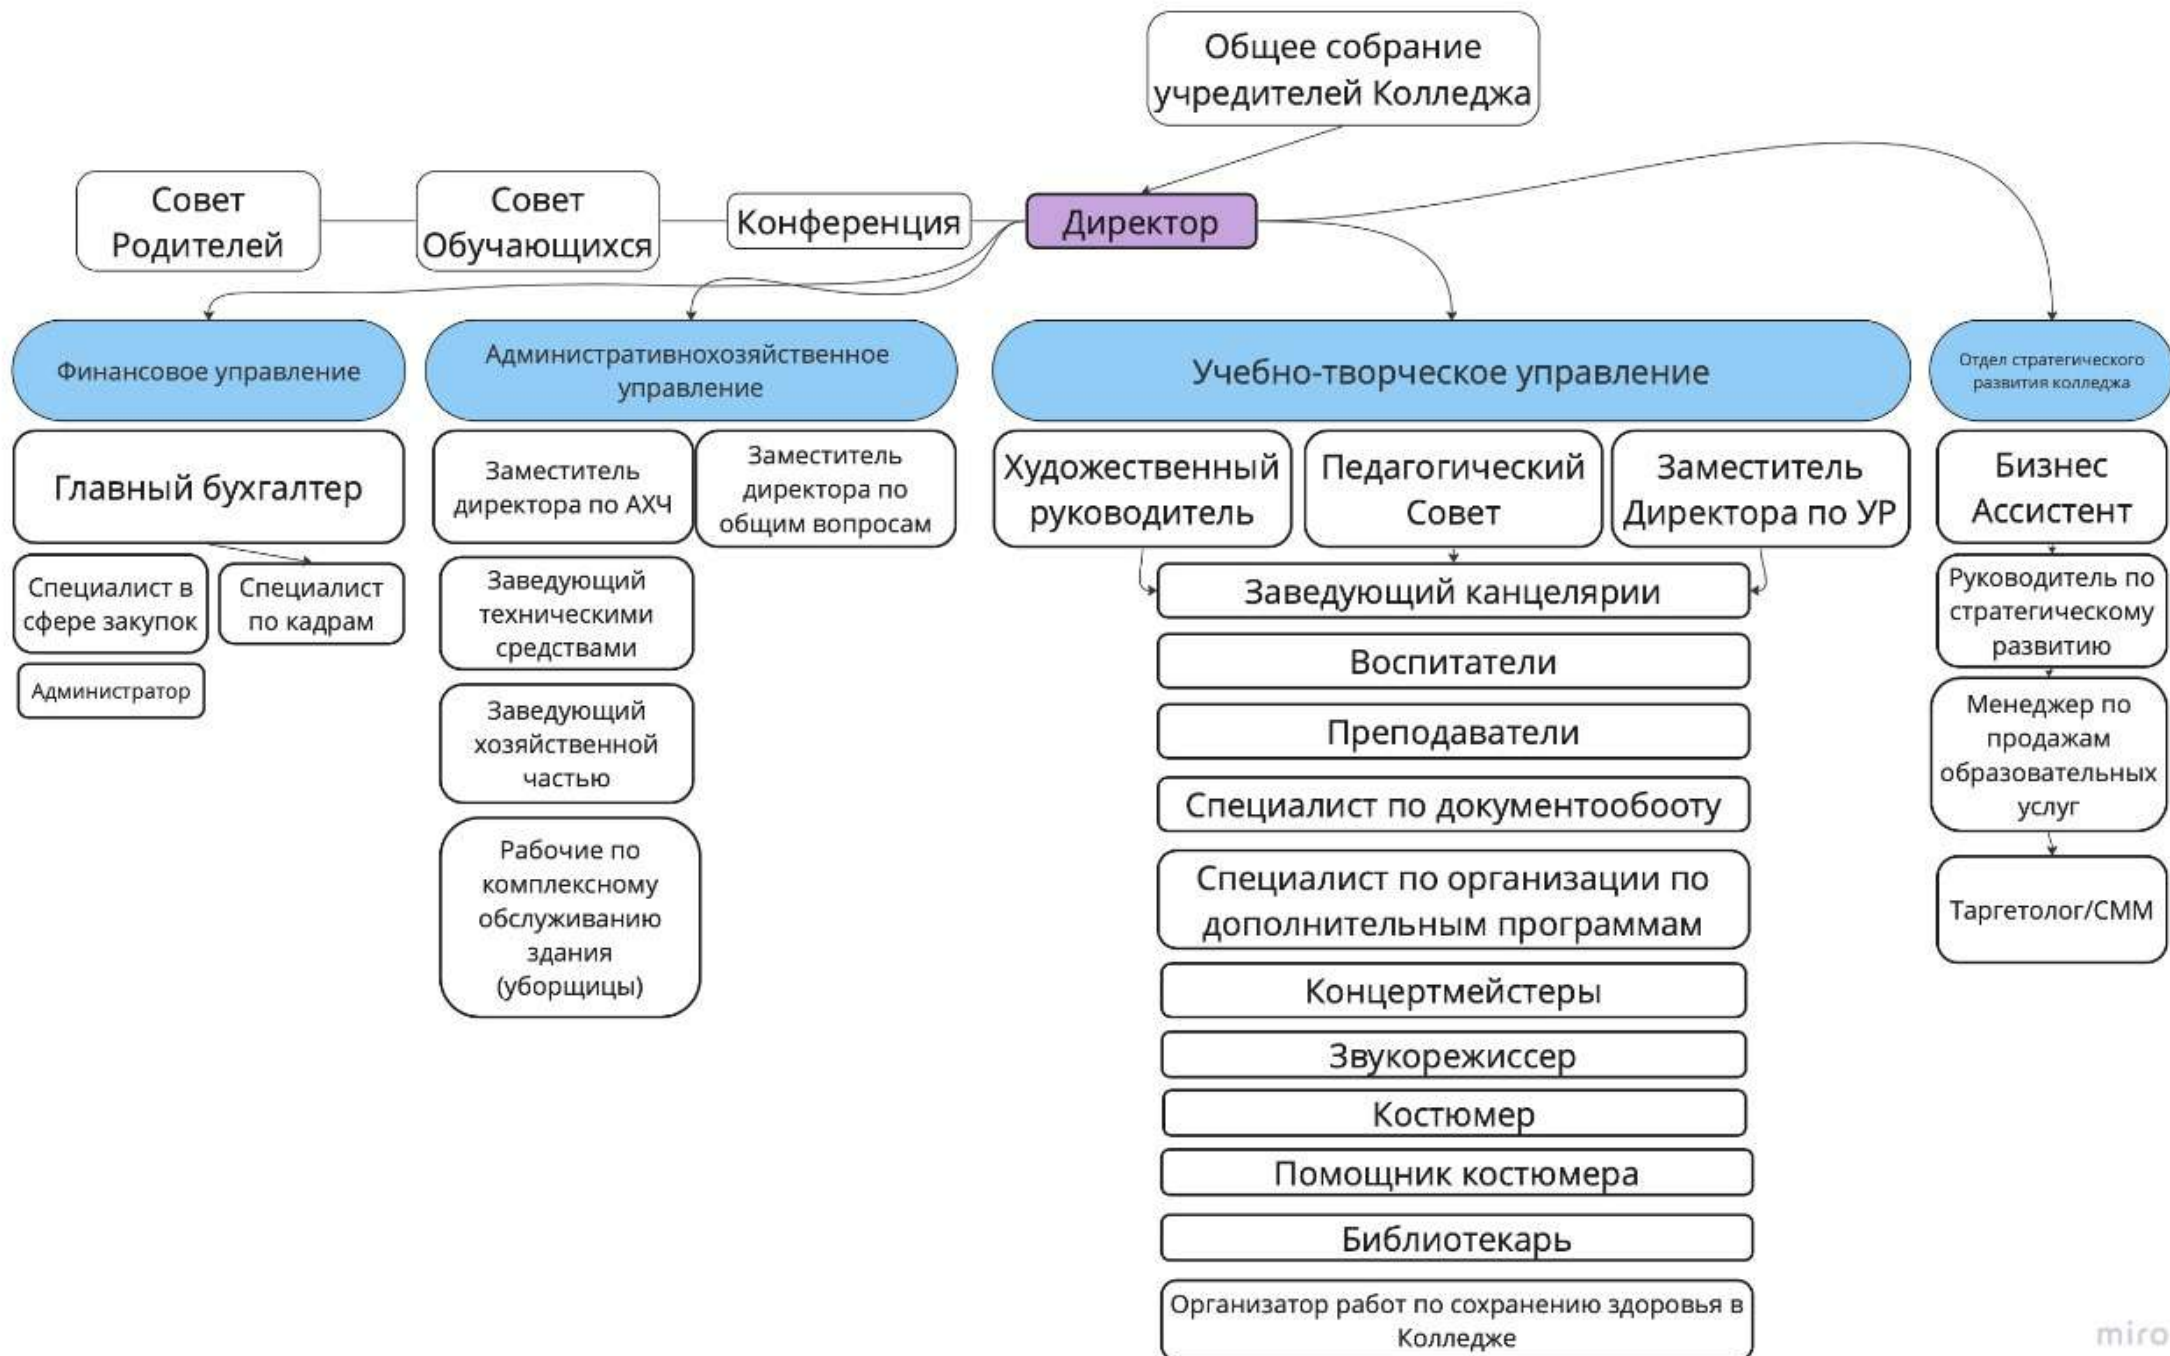 Общее собрание
учредителей Колледжа
Совет
Родителей
Совет
Обучающихся
Конференция
Директор
Финансовое управление
Административнохозяйственное
управление
Учебно-творческое управление
Отдел стратегического
развития колледжа
Главный бухгалтер
Специалист в
сфере закупок
Специалист
по кадрам
Администратор
Заместитель
директора по АХЧ
Заместитель
директора по
общим вопросам
Заведующий
техническими
средствами
Заведующий
хозяйственной
частью
Рабочие по
комплексному
обслуживанию
здания
(уборщицы)
Художественный
руководитель
Педагогический
Совет
Заместитель
Директора по УР
Заведующий канцелярии
Воспитатели
Преподаватели
Специалист по документообооту
Специалист по организации по
дополнительным программам
Концертмейстеры
Звукорежиссер
Костюмер
Помощник костюмера
Библиотекарь
Организатор работ по сохранению здоровья в
Колледже
Бизнес
Ассистент
Руководитель по
стратегическому
развитию
Менеджер по
продажам
образовательных
услуг
Таргетолог/СММ
miro